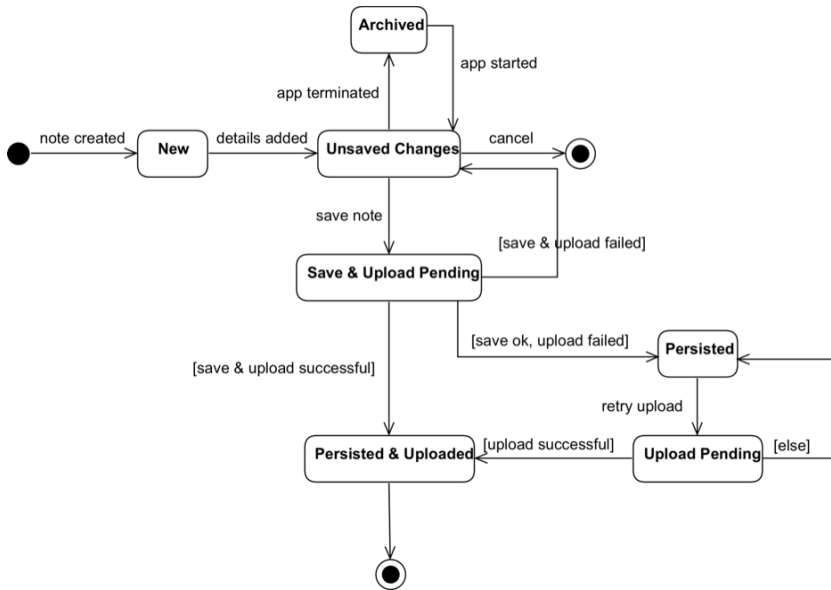 Archived
app started
app terminated
note created
New
details added
Unsaved Changes
cancel
save note
[save & upload failed]
Save & Upload Pending
[save ok, upload failed]
Persisted
[save & upload successful]
retry upload
Persisted & Uploaded
[upload successful]
Upload Pending
[else]